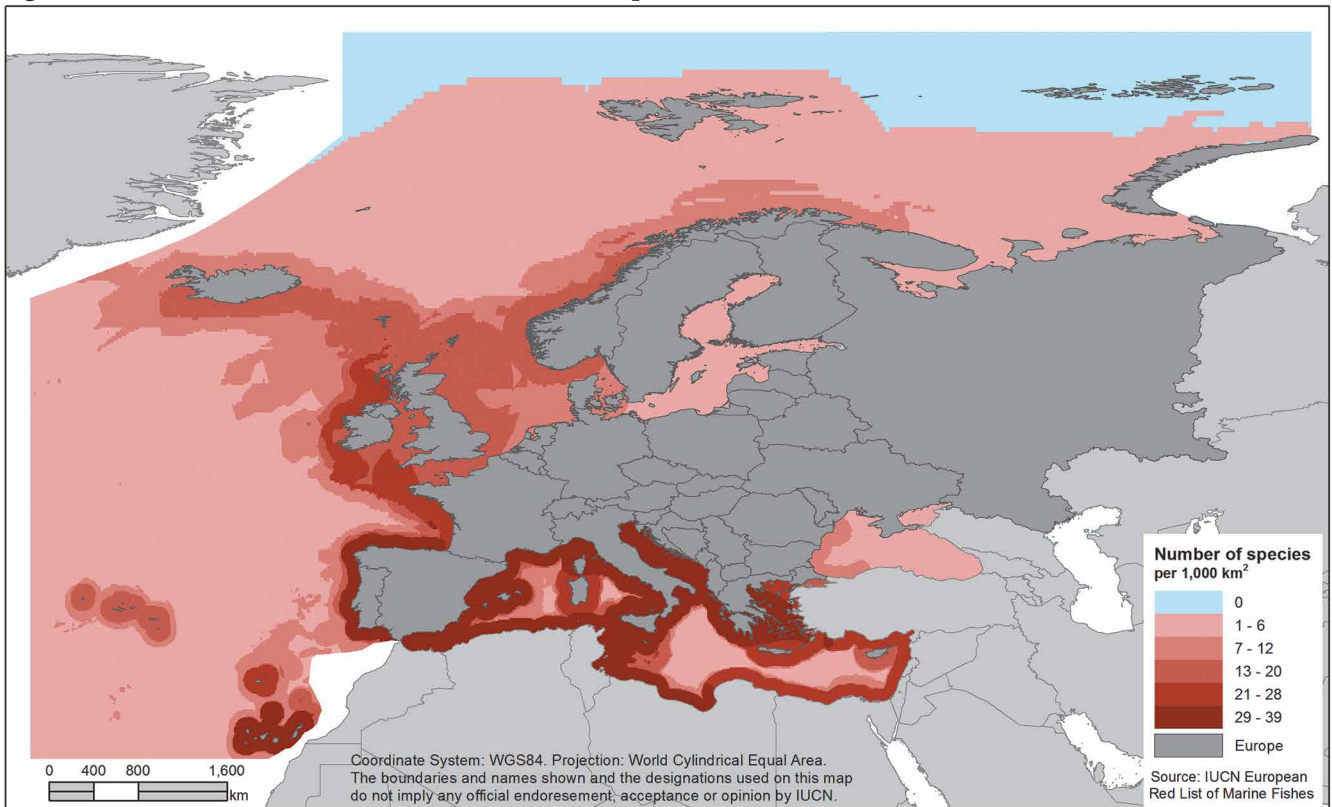 Number of species
per 1,000 km²
0
1 - 6
7 - 12
13 - 20
21 - 28
29 - 39
Europe
Source: IUCN European
Red List of Marine Fishes
0 400 800 1,600
km
Coordinate System: WGS84. Projection: World Cylindrical Equal Area.
The boundaries and names shown and the designations used on this map
do not imply any official endoresement, acceptance or opinion by IUCN.